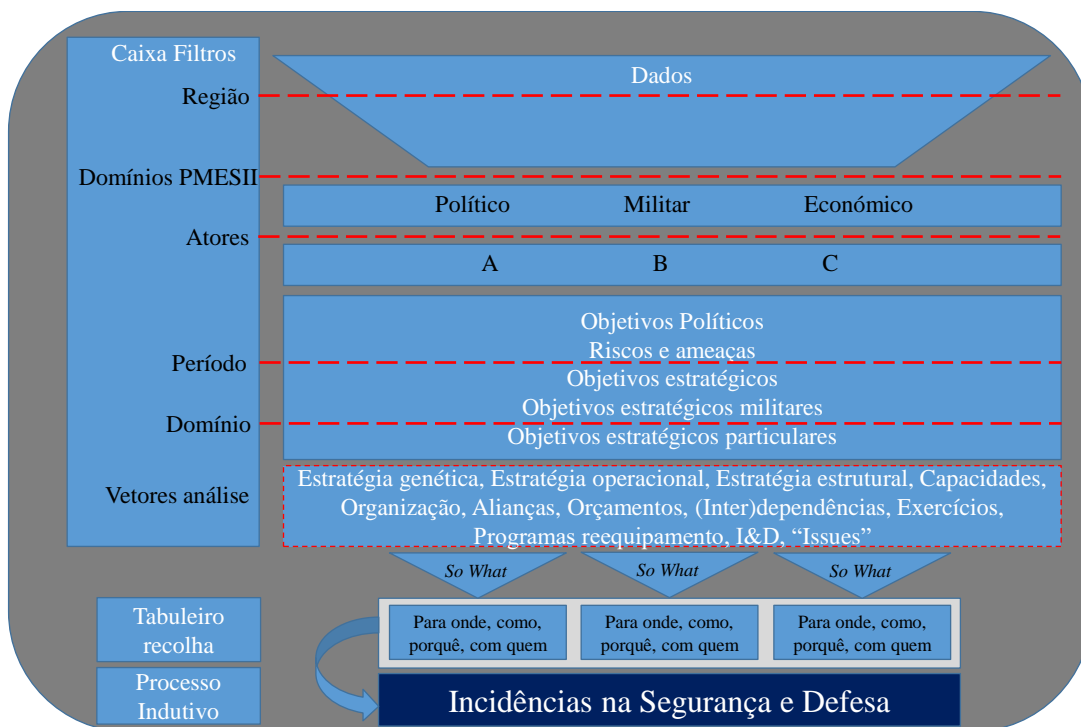 Caixa Filtros
Dados
Região
Domínios PMESII
Político Militar Económico
Atores
A B C
Objetivos Políticos
Riscos e ameaças
Período
Objetivos estratégicos
Objetivos estratégicos militares
Domínio
Objetivos estratégicos particulares
Vetores análise
Estratégia genética, Estratégia operacional, Estratégia estrutural, Capacidades,
Organização, Alianças, Orçamentos, (Inter)dependências, Exercícios,
Programas reequipamento, I&D, “Issues”
So What So What So What
Tabuleiro
recolha
Para onde, como,
porquê, com quem
Para onde, como,
porquê, com quem
Para onde, como,
porquê, com quem
Processo
Indutivo
Incidências na Segurança e Defesa